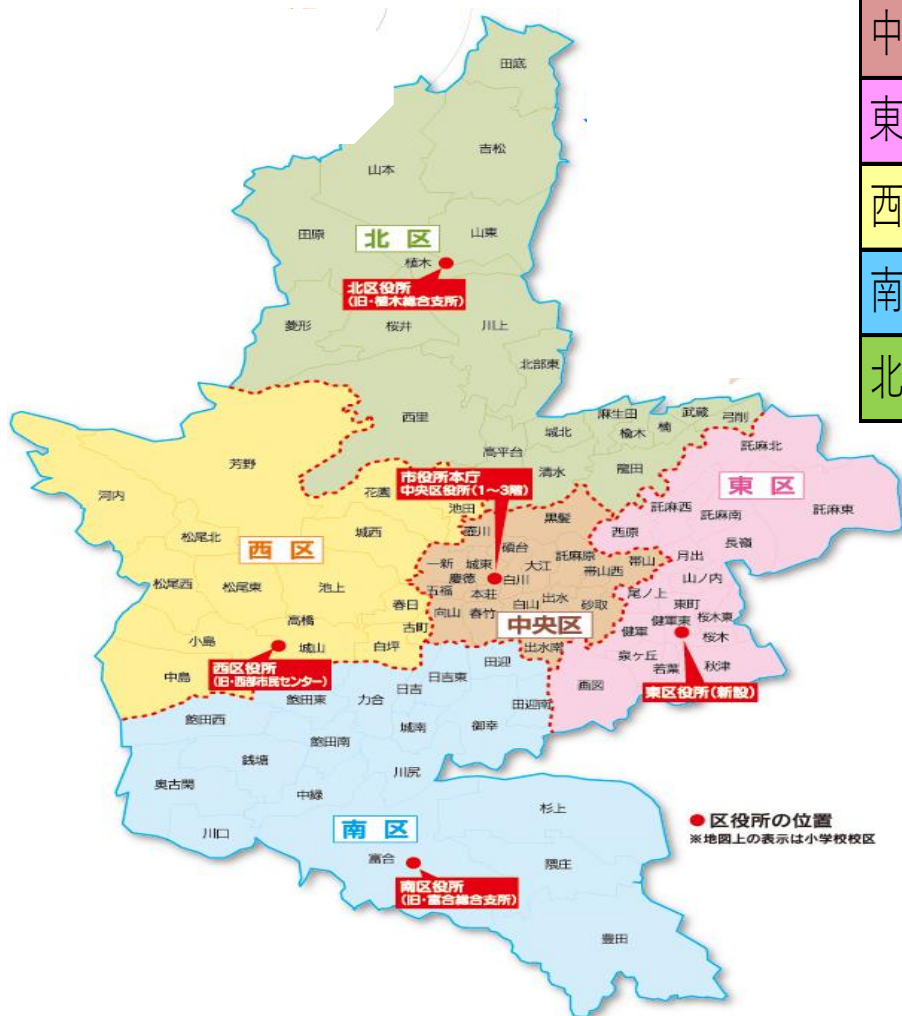 中
東
西
南
北
田底
吉松
山本
田原
北区
山東
植木
北区役所
(旧・植木総合支所)
菱形
桜井
川上
北部東
西里
城北
麻生田
楡木
楠
武蔵
弓削
高平台
清水
龍田
託麻北
東区
芳野
河内
花園
市役所本庁
中央区役所(1〜3階)
池田
壺川
黒髪
託麻西
託麻南
託麻東
西原
長嶺
松尾北
西区
城西
碩台
託麻原
帯山西
帯山
月出
一新
城東
大江
慶徳
白川
五福
本荘
山ノ内
松尾西
松尾東
池上
春日
向山
春竹
白山
出水
砂取
尾ノ上
東町
健軍東
桜木東
高橋
古町
中央区
健軍
桜木
小島
城山
白坪
出水南
泉ヶ丘
若葉
秋津
西区役所
(旧・西部市民センター)
中島
田迎
日吉東
画図
東区役所(新設)
飽田西
飽田東
力合
日吉
田迎南
城南
御幸
飽田南
銭塘
奥古閑
川尻
中緑
川口
南区
杉上
●区役所の位置
※地図上の表示は小学校校区
富合
隈庄
南区役所
(旧・富合総合支所)
豊田